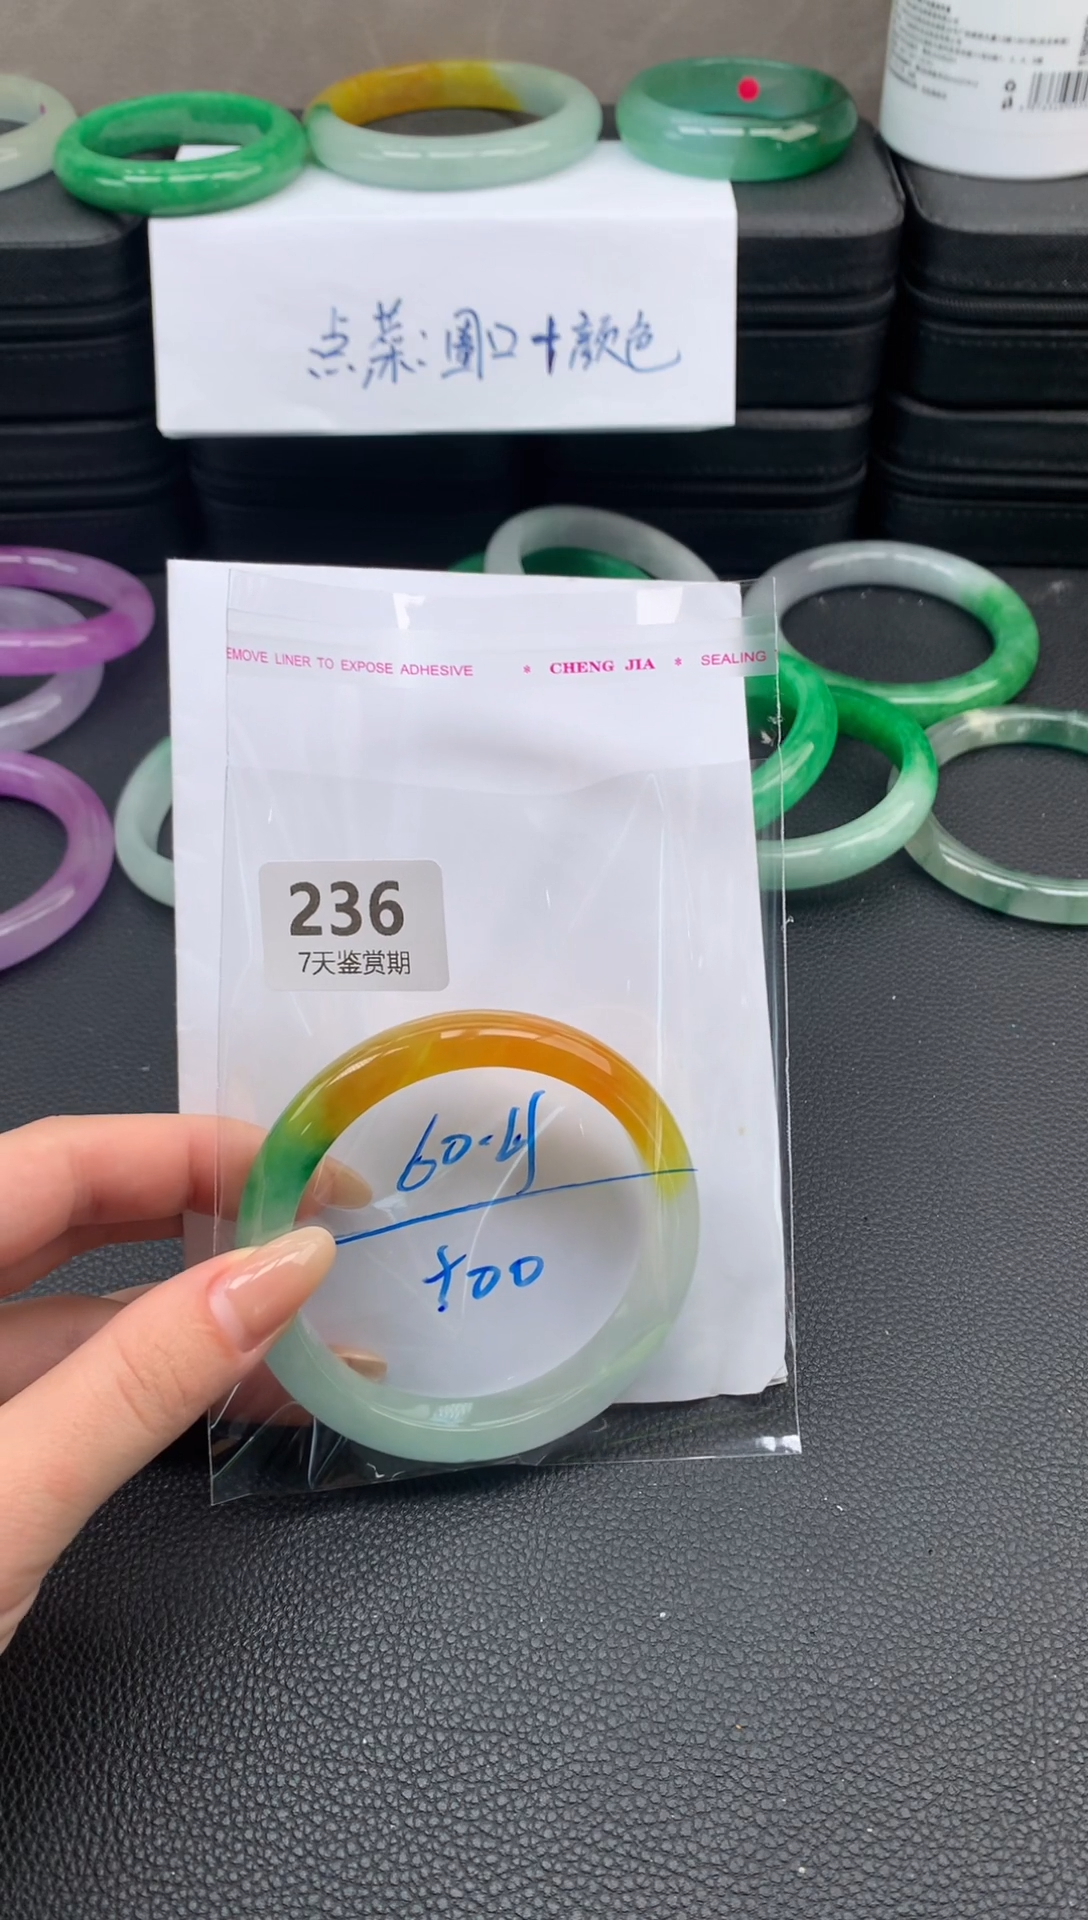 点菜:圈口+颜色
EMOVE LINER TO EXPOSE ADHESIVE * CHENG JIA * SEALING
236
7天鉴赏期
60.4
500